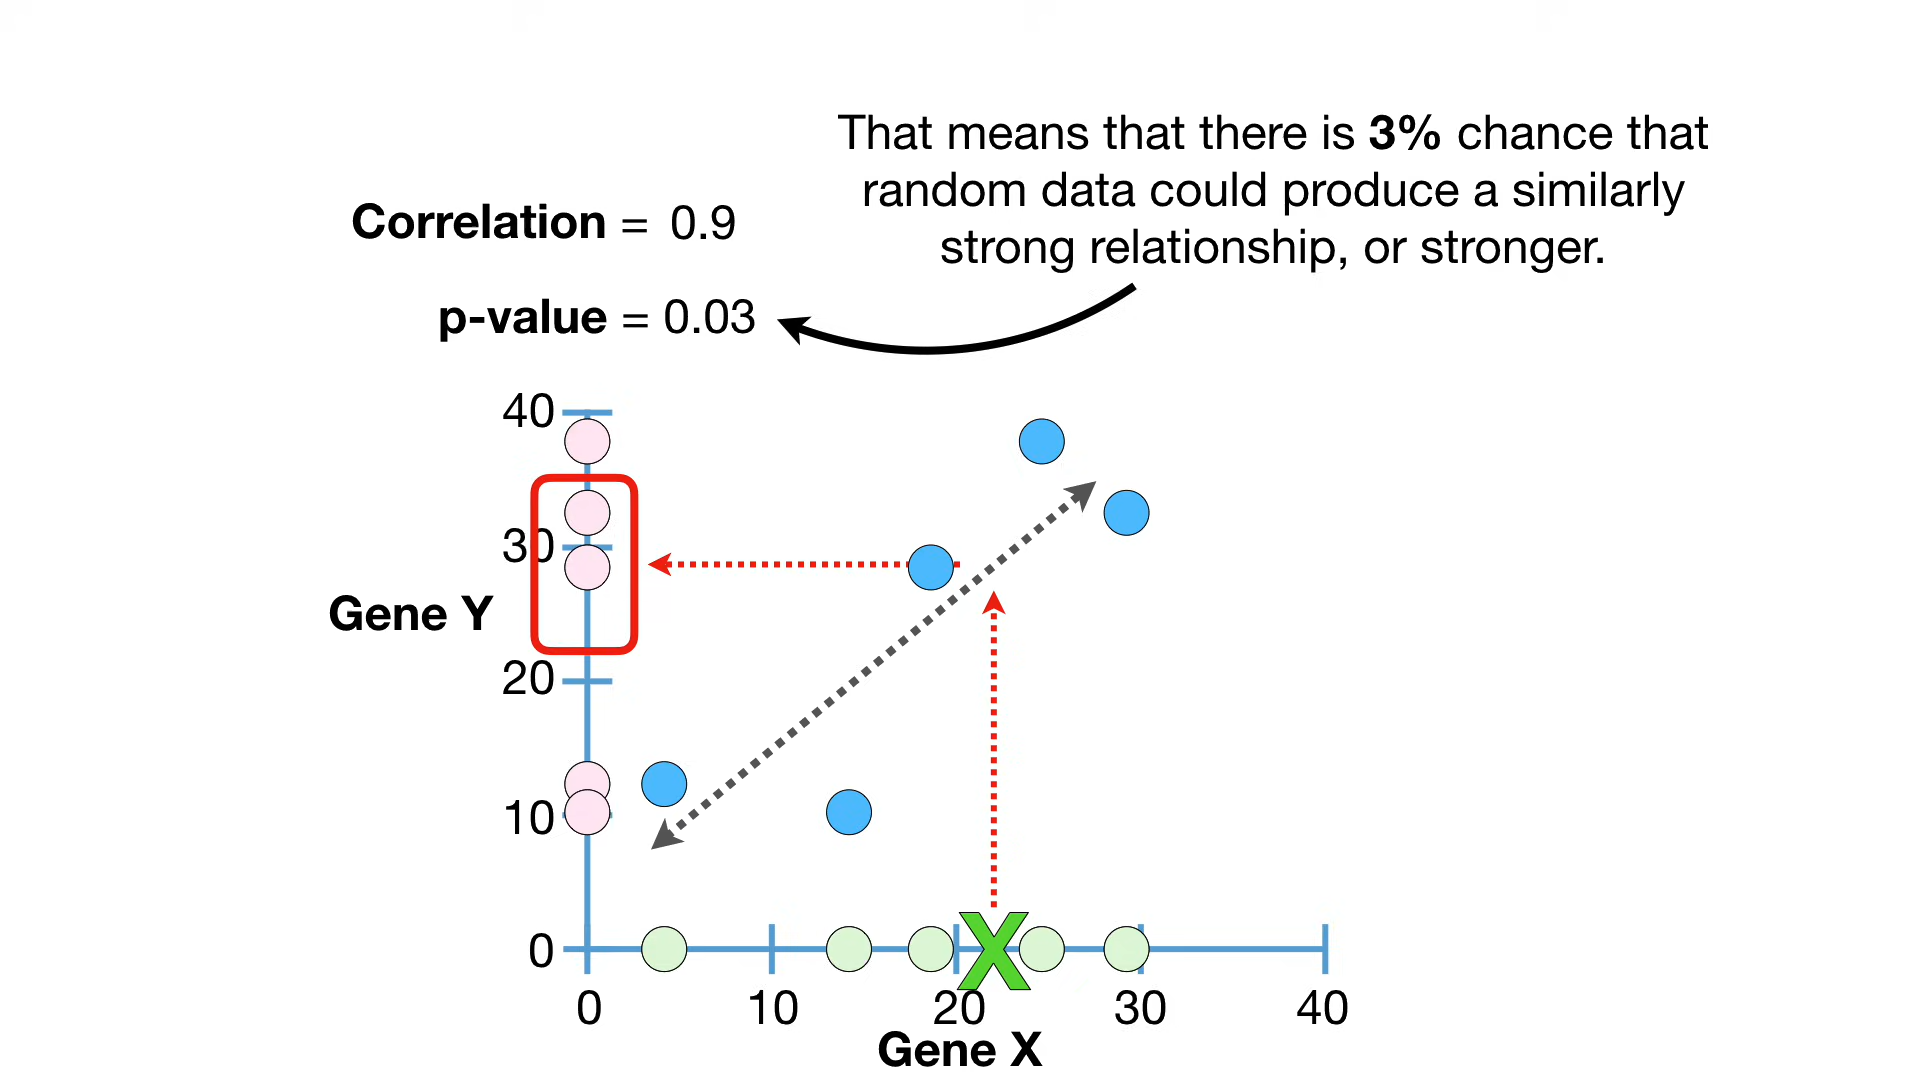 That means that there is 3% chance that
random data could produce a similarly
strong relationship, or stronger.
Correlation = 0.9
p-value = 0.03
40
30
Gene Y
20
10
0
X
0 10 20 30 40
Gene X